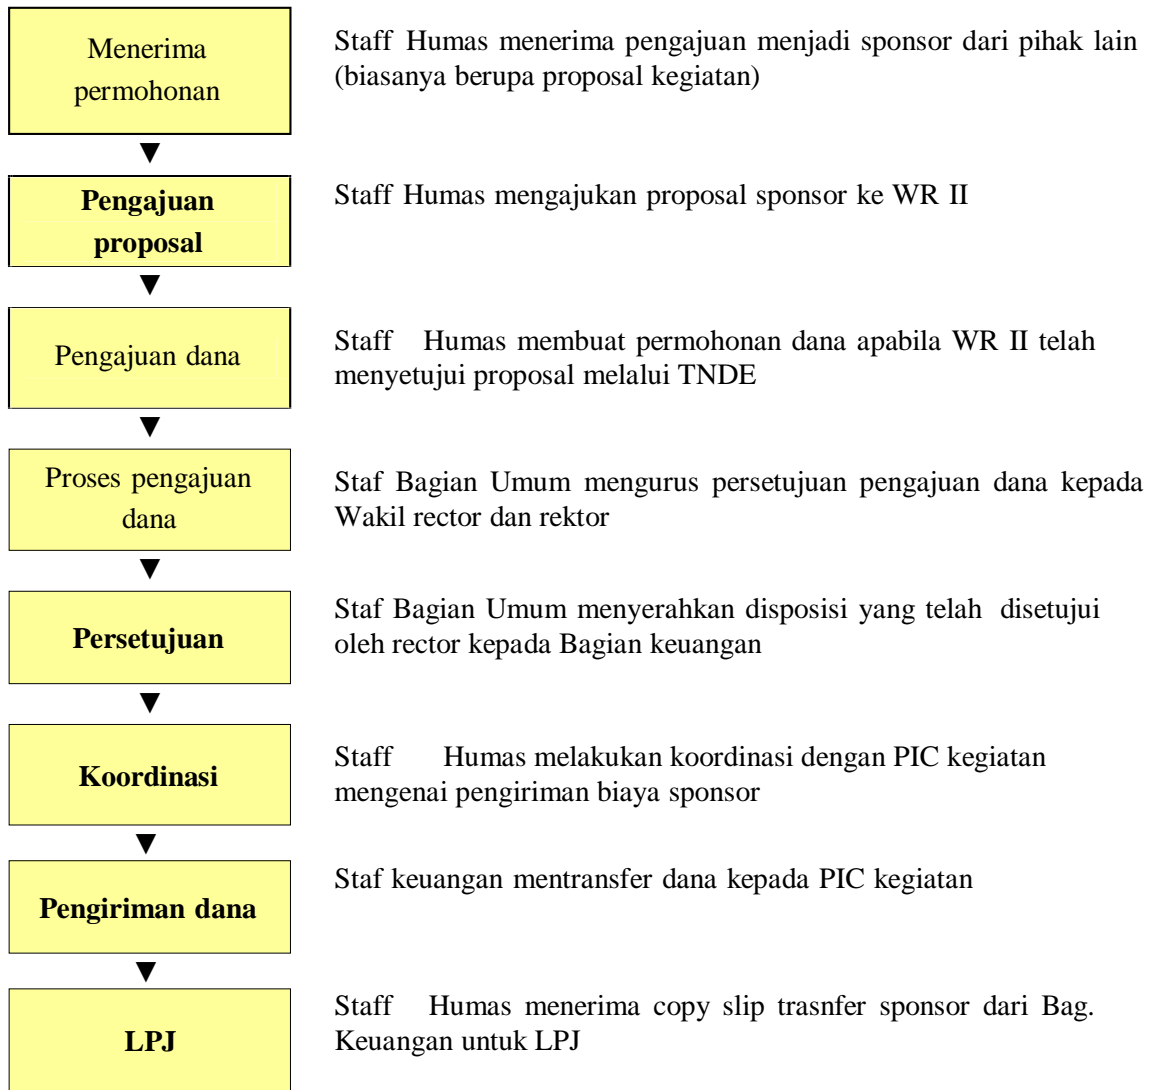 Menerima
permohonan
Staff Humas menerima pengajuan menjadi sponsor dari pihak lain
(biasanya berupa proposal kegiatan)
Pengajuan
proposal
Staff Humas mengajukan proposal sponsor ke WR II
Pengajuan dana
Staff Humas membuat permohonan dana apabila WR II telah
menyetujui proposal melalui TNDE
Proses pengajuan
dana
Staf Bagian Umum mengurus persetujuan pengajuan dana kepada
Wakil rector dan rektor
Persetujuan
Staf Bagian Umum menyerahkan disposisi yang telah disetujui
oleh rector kepada Bagian keuangan
Koordinasi
Staff Humas melakukan koordinasi dengan PIC kegiatan
mengenai pengiriman biaya sponsor
Pengiriman dana
Staf keuangan mentransfer dana kepada PIC kegiatan
LPJ
Staff Humas menerima copy slip trasnfer sponsor dari Bag.
Keuangan untuk LPJ